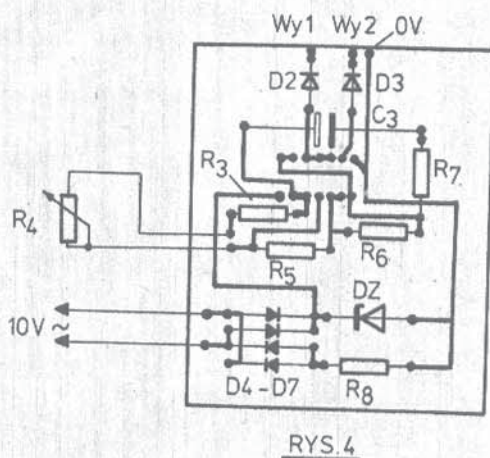 Wy1 Wy2 0V
D2 D3
C3
R3 R7
R4
R6
R5
DZ
10V ~
D4-D7 R8
RYS.4